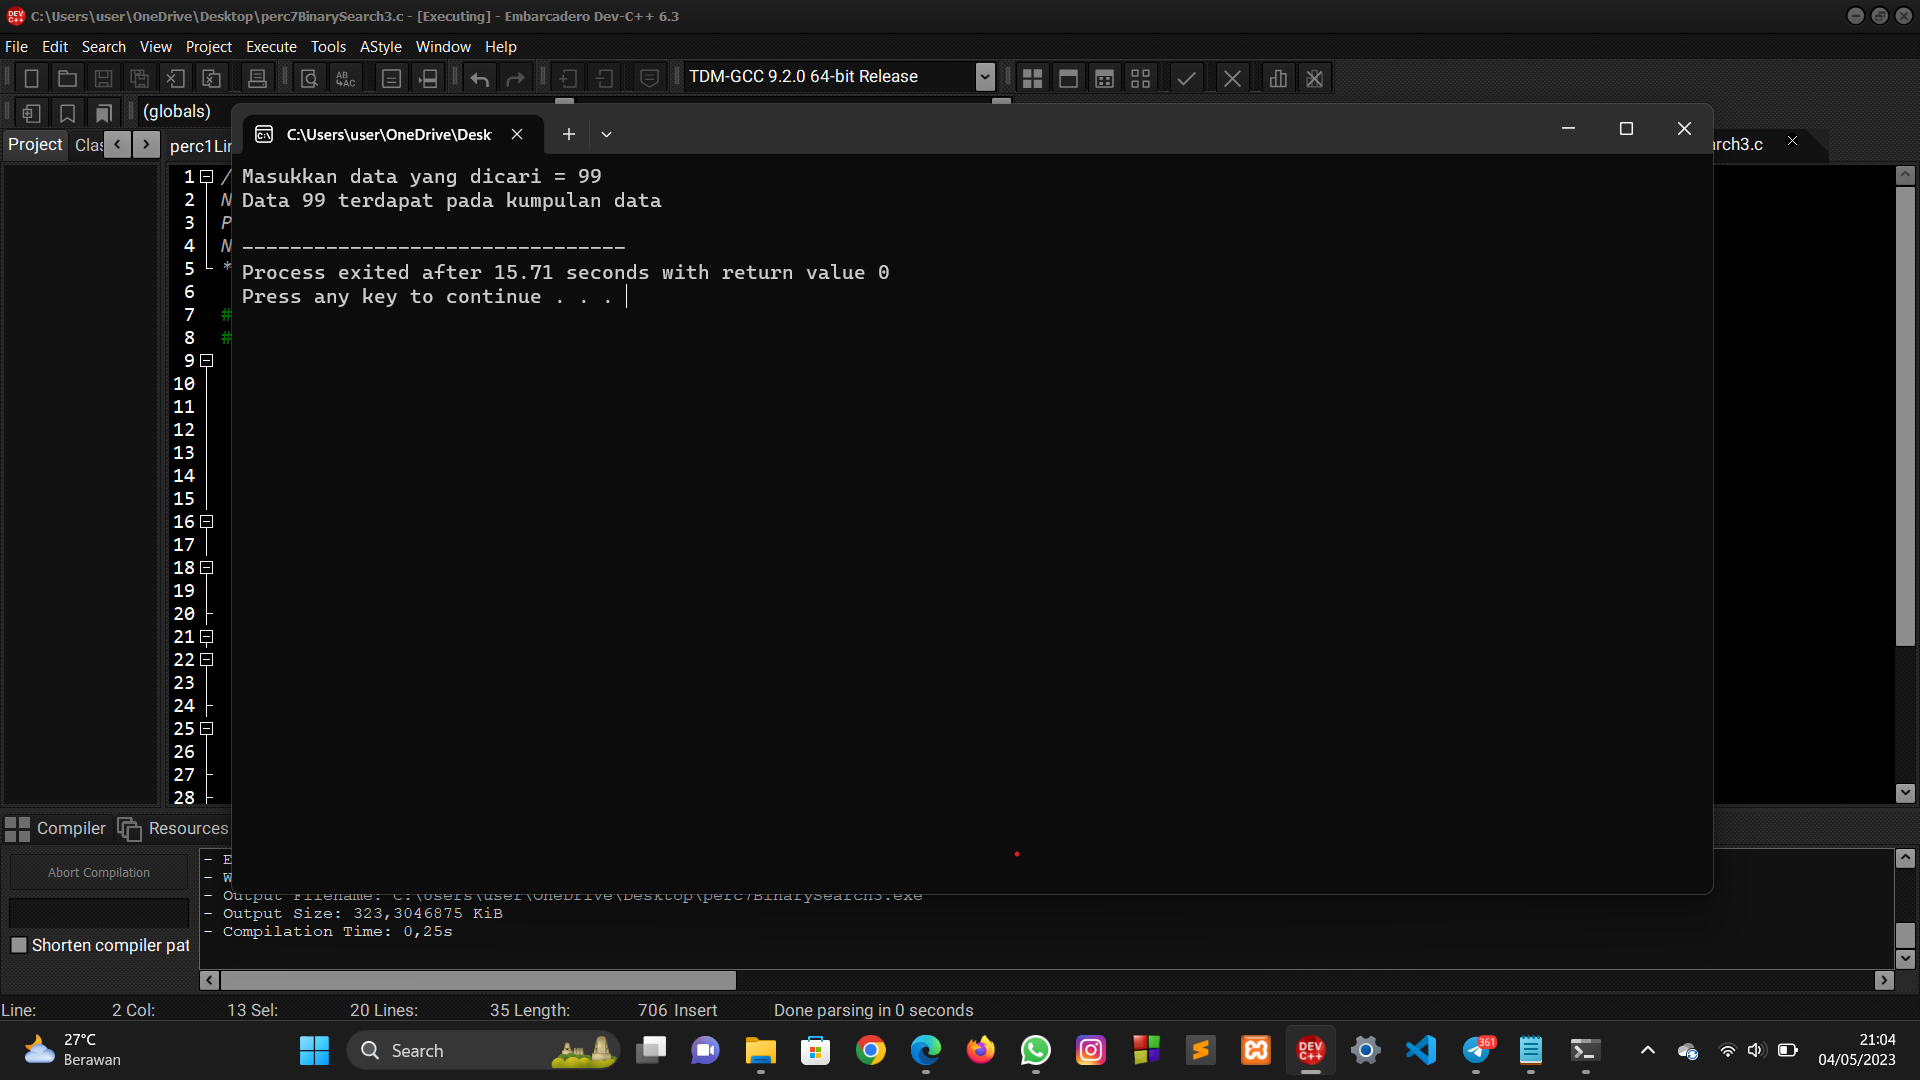 C:\Users\user\OneDrive\Desktop\perc7BinarySearch3.c - [Executing] - Embarcadero Dev-C++ 6.3
File Edit Search View Project Execute Tools AStyle Window Help
TDM-GCC 9.2.0 64-bit Release
(globals)
Project Clas perc1Lin C:\Users\user\OneDrive\Desk arch3.c
Masukkan data yang dicari = 99
Data 99 terdapat pada kumpulan data
--------------------------------
Process exited after 15.71 seconds with return value 0
Press any key to continue . . .
1 /
2 N
3 P
4 N
5 *
6
7 #
8 #
9
10
11
12
13
14
15
16
17
18
19
20
21
22
23
24
25
26
27
28
Compiler Resources
Abort Compilation
Shorten compiler pat
- E
- W
- Output Filename: C:\Users\user\OneDrive\Desktop\perc7BinarySearch3.exe
- Output Size: 323,3046875 KiB
- Compilation Time: 0,25s
Line: 2 Col: 13 Sel: 20 Lines: 35 Length: 706 Insert Done parsing in 0 seconds
27°C
Berawan
Search
DEV C++
361
21:04
04/05/2023